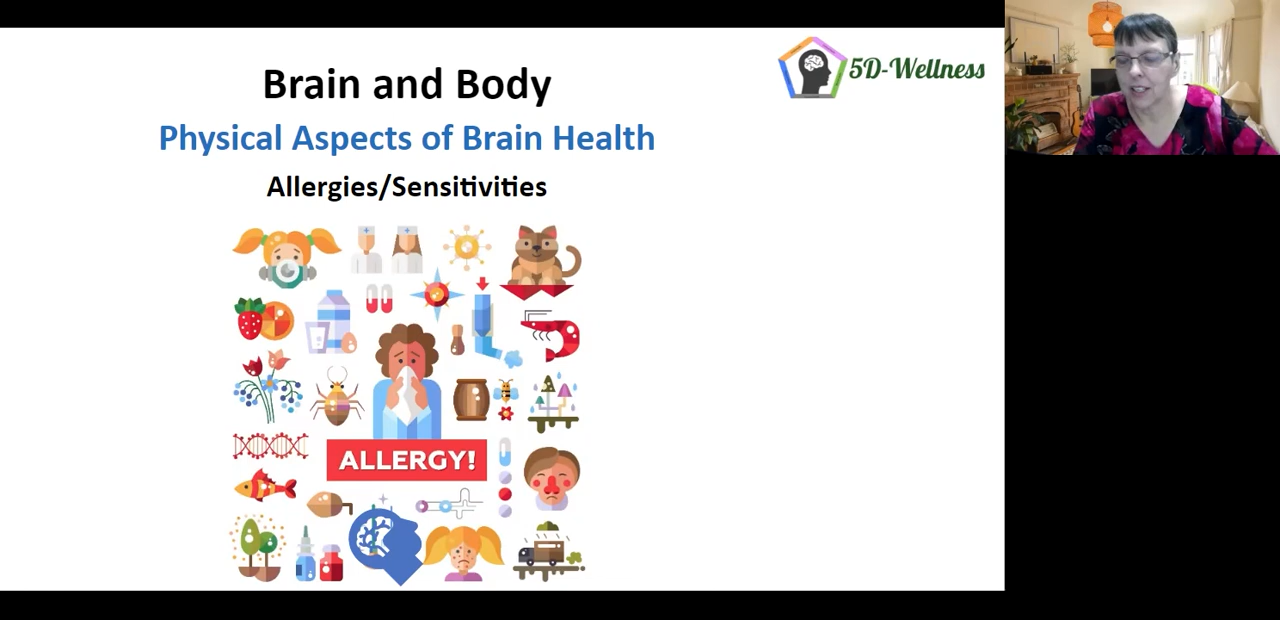 Brain and Body
Physical Aspects of Brain Health
Allergies/Sensitivities
5D-Wellness
ALLERGY!